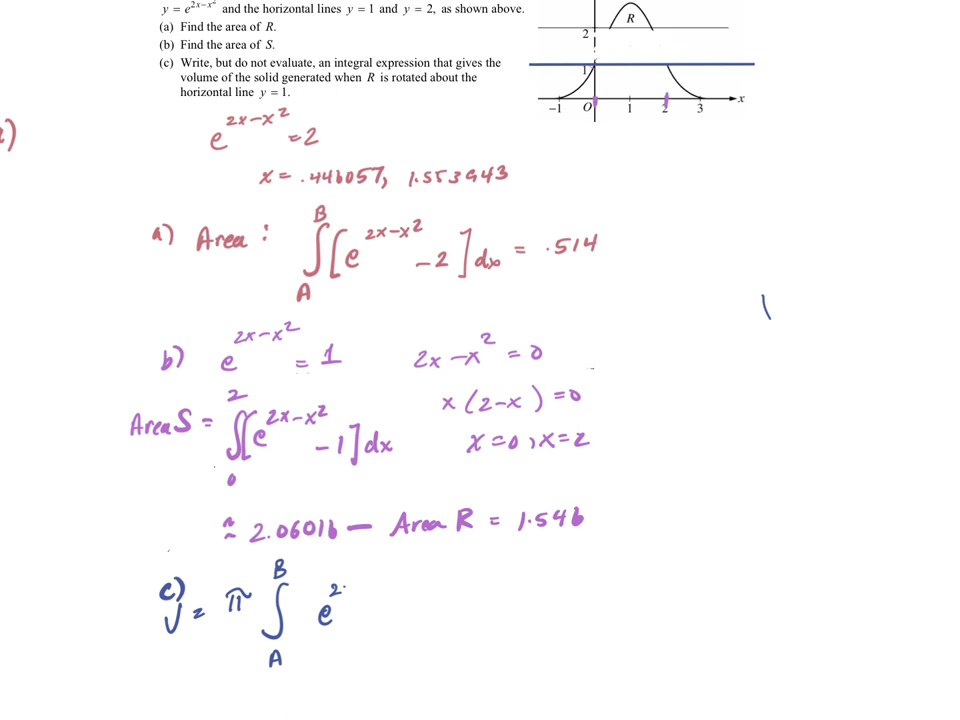 y = e^{2x−x²} and the horizontal lines y = 1 and y = 2, as shown above.
(a) Find the area of R.
(b) Find the area of S.
(c) Write, but do not evaluate, an integral expression that gives the
volume of the solid generated when R is rotated about the
horizontal line y = 1.
R
2
1
−1 O 1 2 3 x
e^{2x−x²} = 2
x = .446057, 1.553943
a) Area : ∫_A^B [e^{2x−x²} − 2] dx = .514
b) e^{2x−x²} = 1 2x − x² = 0
x (2−x) = 0
Area S = ∫_0^2 [e^{2x−x²} − 1] dx x = 0, x = 2
≈ 2.06016 − Area R = 1.546
c) V = π ∫_A^B e^{2